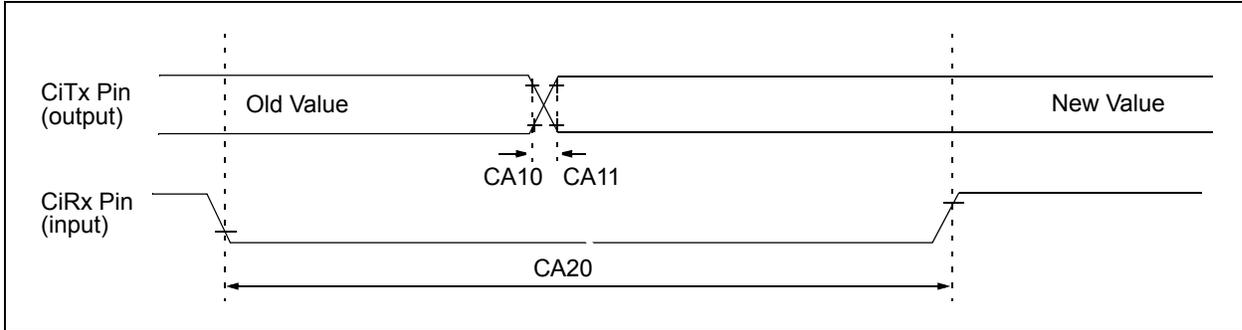 CiTx Pin
(output)
Old Value
New Value
CA10 CA11
CiRx Pin
(input)
CA20